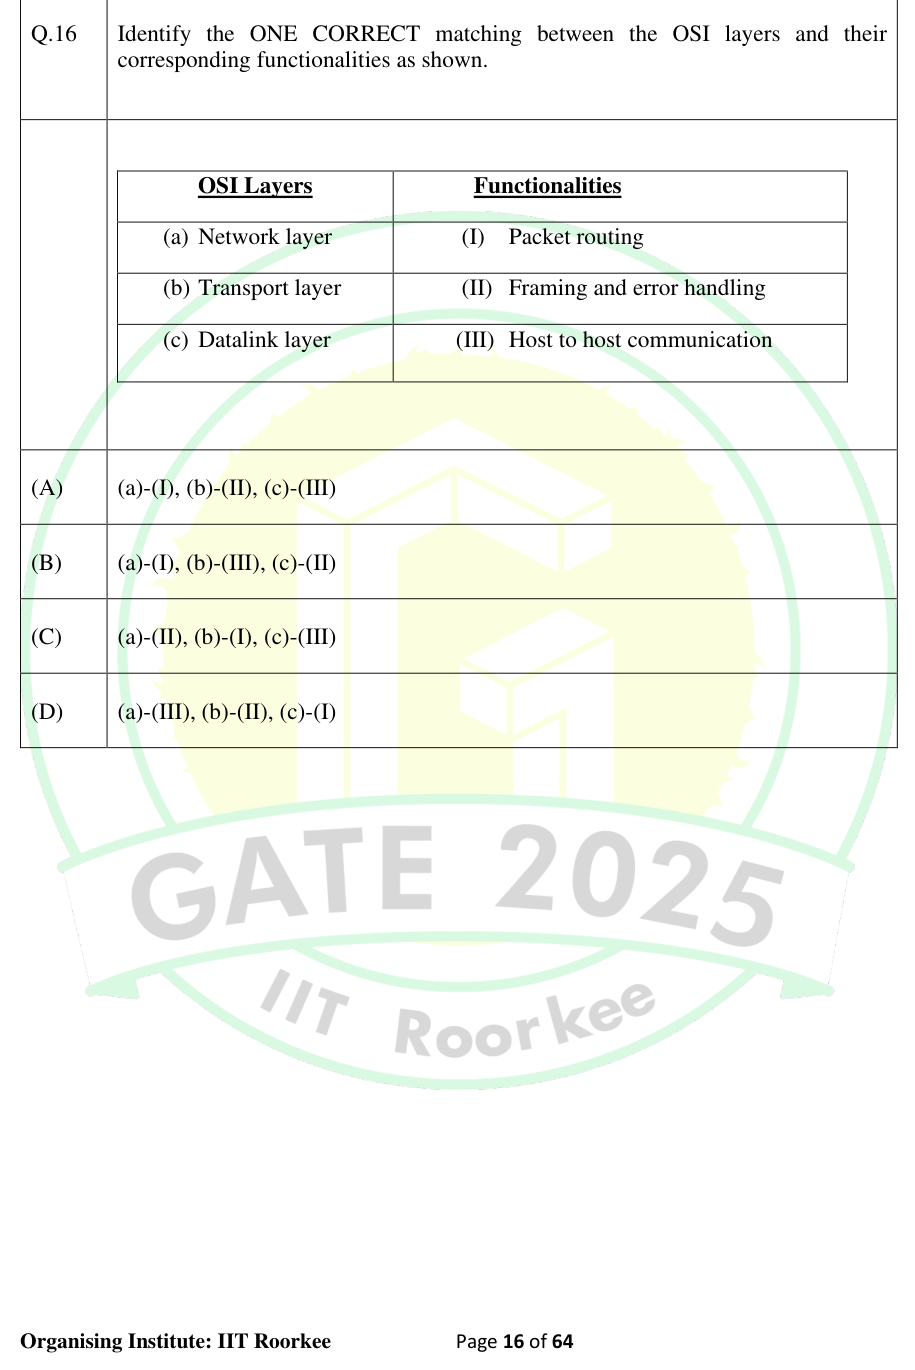 Q.16 Identify the ONE CORRECT matching between the OSI layers and their
corresponding functionalities as shown.
OSI Layers Functionalities
(a) Network layer (I) Packet routing
(b) Transport layer (II) Framing and error handling
(c) Datalink layer (III) Host to host communication
(A) (a)-(I), (b)-(II), (c)-(III)
(B) (a)-(I), (b)-(III), (c)-(II)
(C) (a)-(II), (b)-(I), (c)-(III)
(D) (a)-(III), (b)-(II), (c)-(I)
GATE 2025
IIT Roorkee
Organising Institute: IIT Roorkee Page 16 of 64